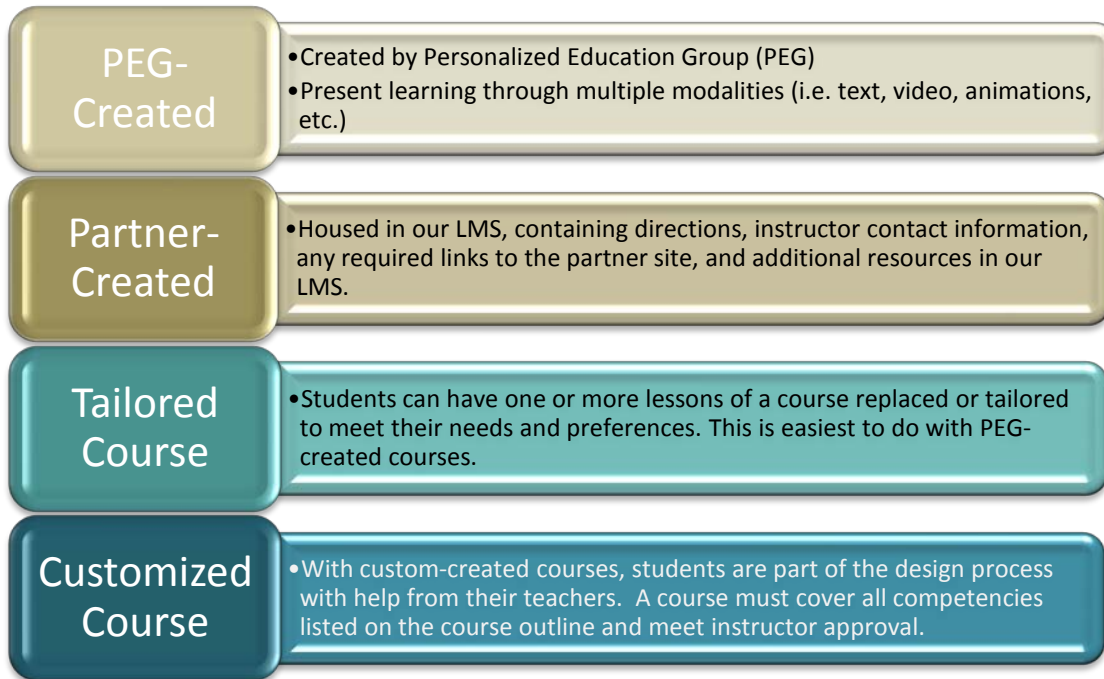 PEG-
Created
•Created by Personalized Education Group (PEG)
•Present learning through multiple modalities (i.e. text, video, animations,
etc.)
Partner-
Created
•Housed in our LMS, containing directions, instructor contact information,
any required links to the partner site, and additional resources in our
LMS.
Tailored
Course
•Students can have one or more lessons of a course replaced or tailored
to meet their needs and preferences. This is easiest to do with PEG-
created courses.
Customized
Course
•With custom-created courses, students are part of the design process
with help from their teachers.  A course must cover all competencies
listed on the course outline and meet instructor approval.